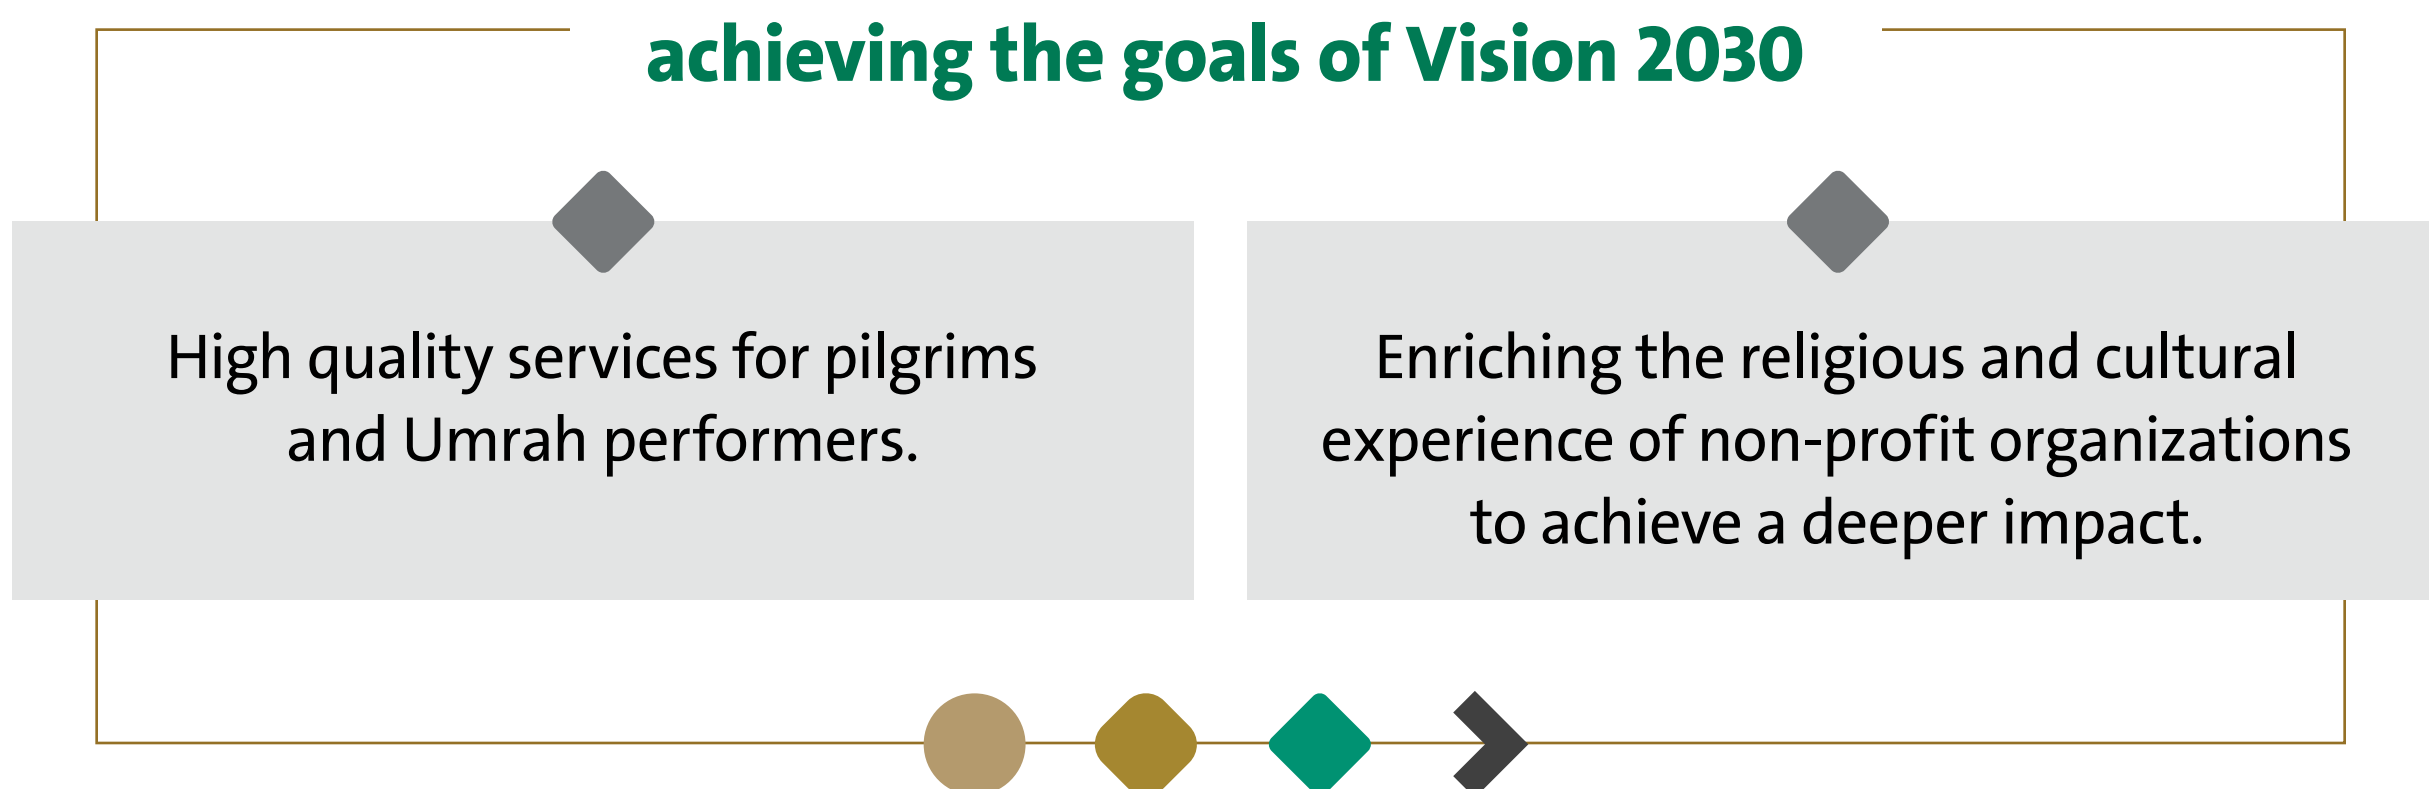 achieving the goals of Vision 2030
High quality services for pilgrims
and Umrah performers.
Enriching the religious and cultural
experience of non-profit organizations
to achieve a deeper impact.